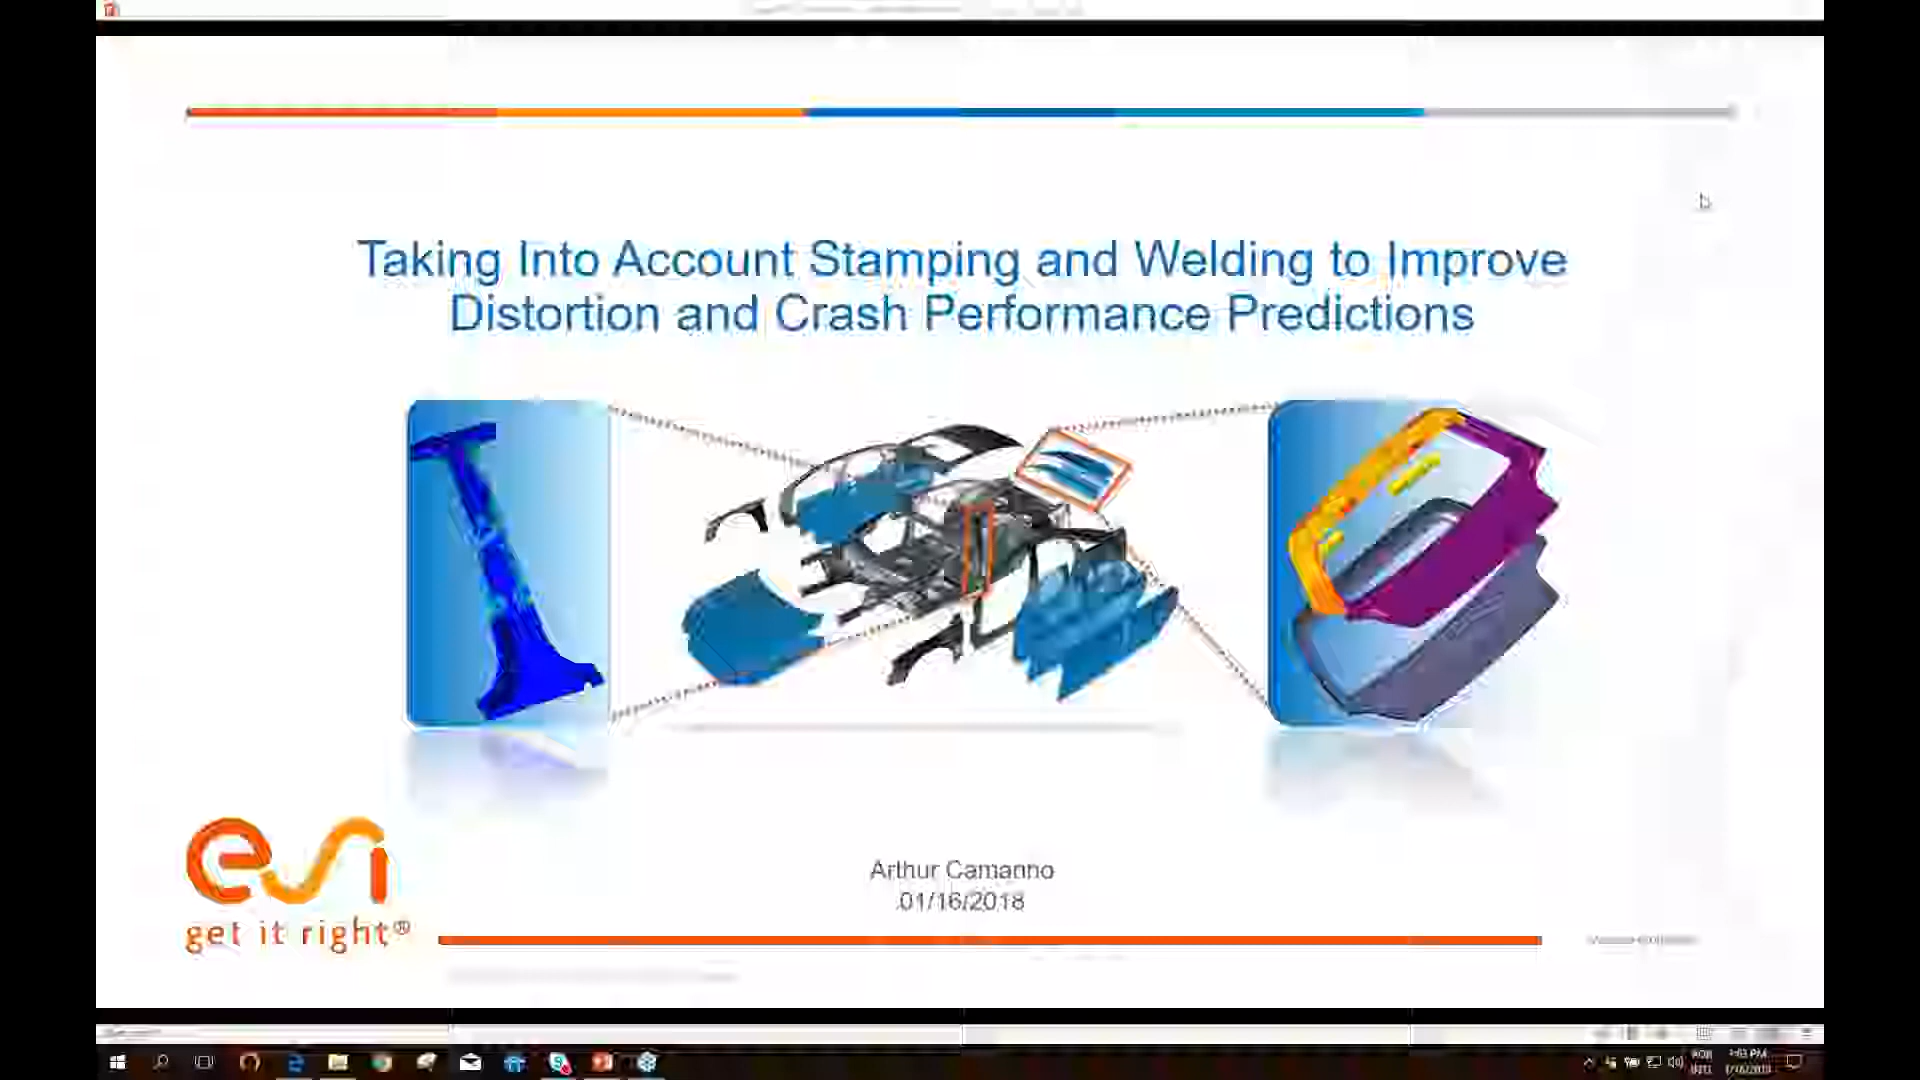 Taking Into Account Stamping and Welding to Improve
Distortion and Crash Performance Predictions
esi
get it right®
Arthur Camanno
01/16/2018